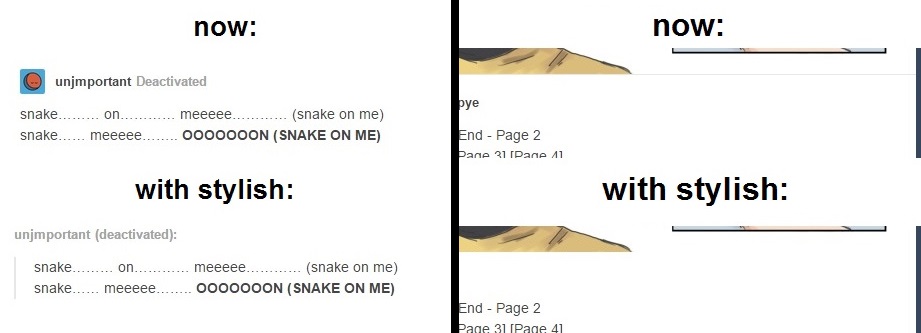 now:
unjmportant Deactivated
snake......... on............ meeeee............ (snake on me)
snake...... meeeee........ OOOOOOON (SNAKE ON ME)
with stylish:
unjmportant (deactivated):
snake......... on............ meeeee............ (snake on me)
snake...... meeeee........ OOOOOOON (SNAKE ON ME)
now:
pye
End - Page 2
Page 3] [Page 4]
with stylish:
End - Page 2
Page 3] [Page 4]